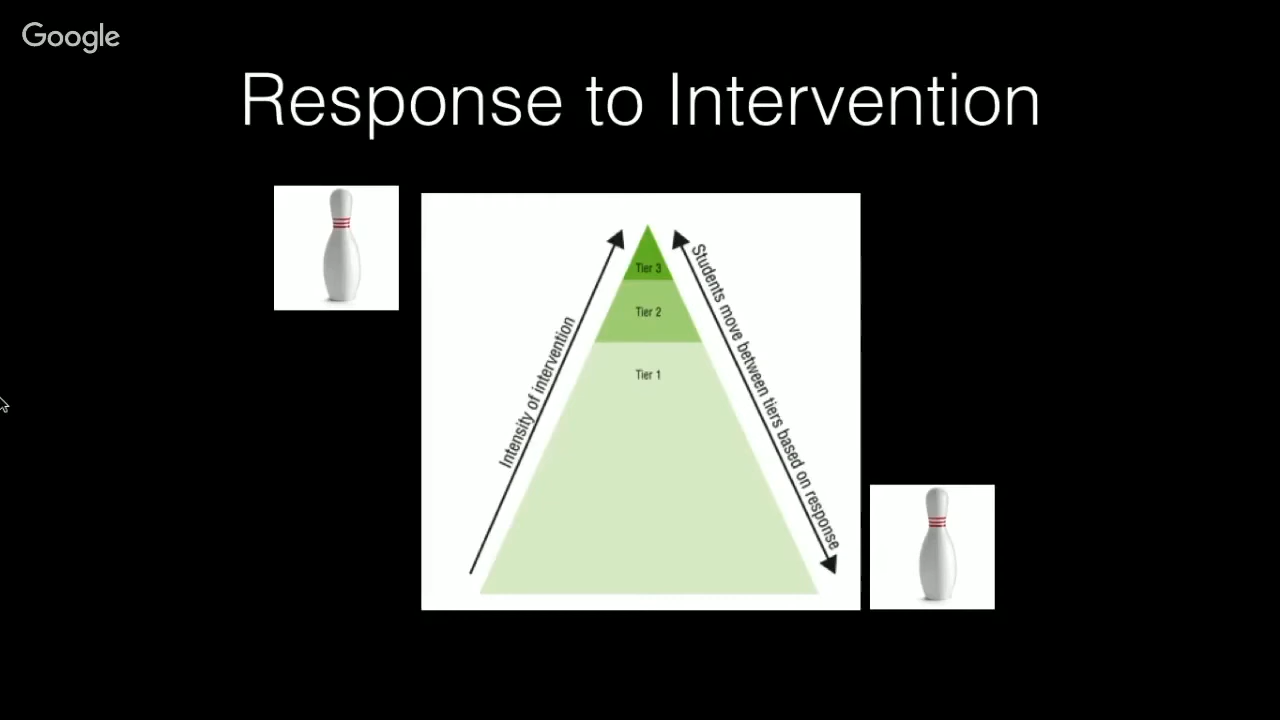 Google
Response to Intervention
Tier 3
Tier 2
Tier 1
Intensity of intervention
Students move between tiers based on response